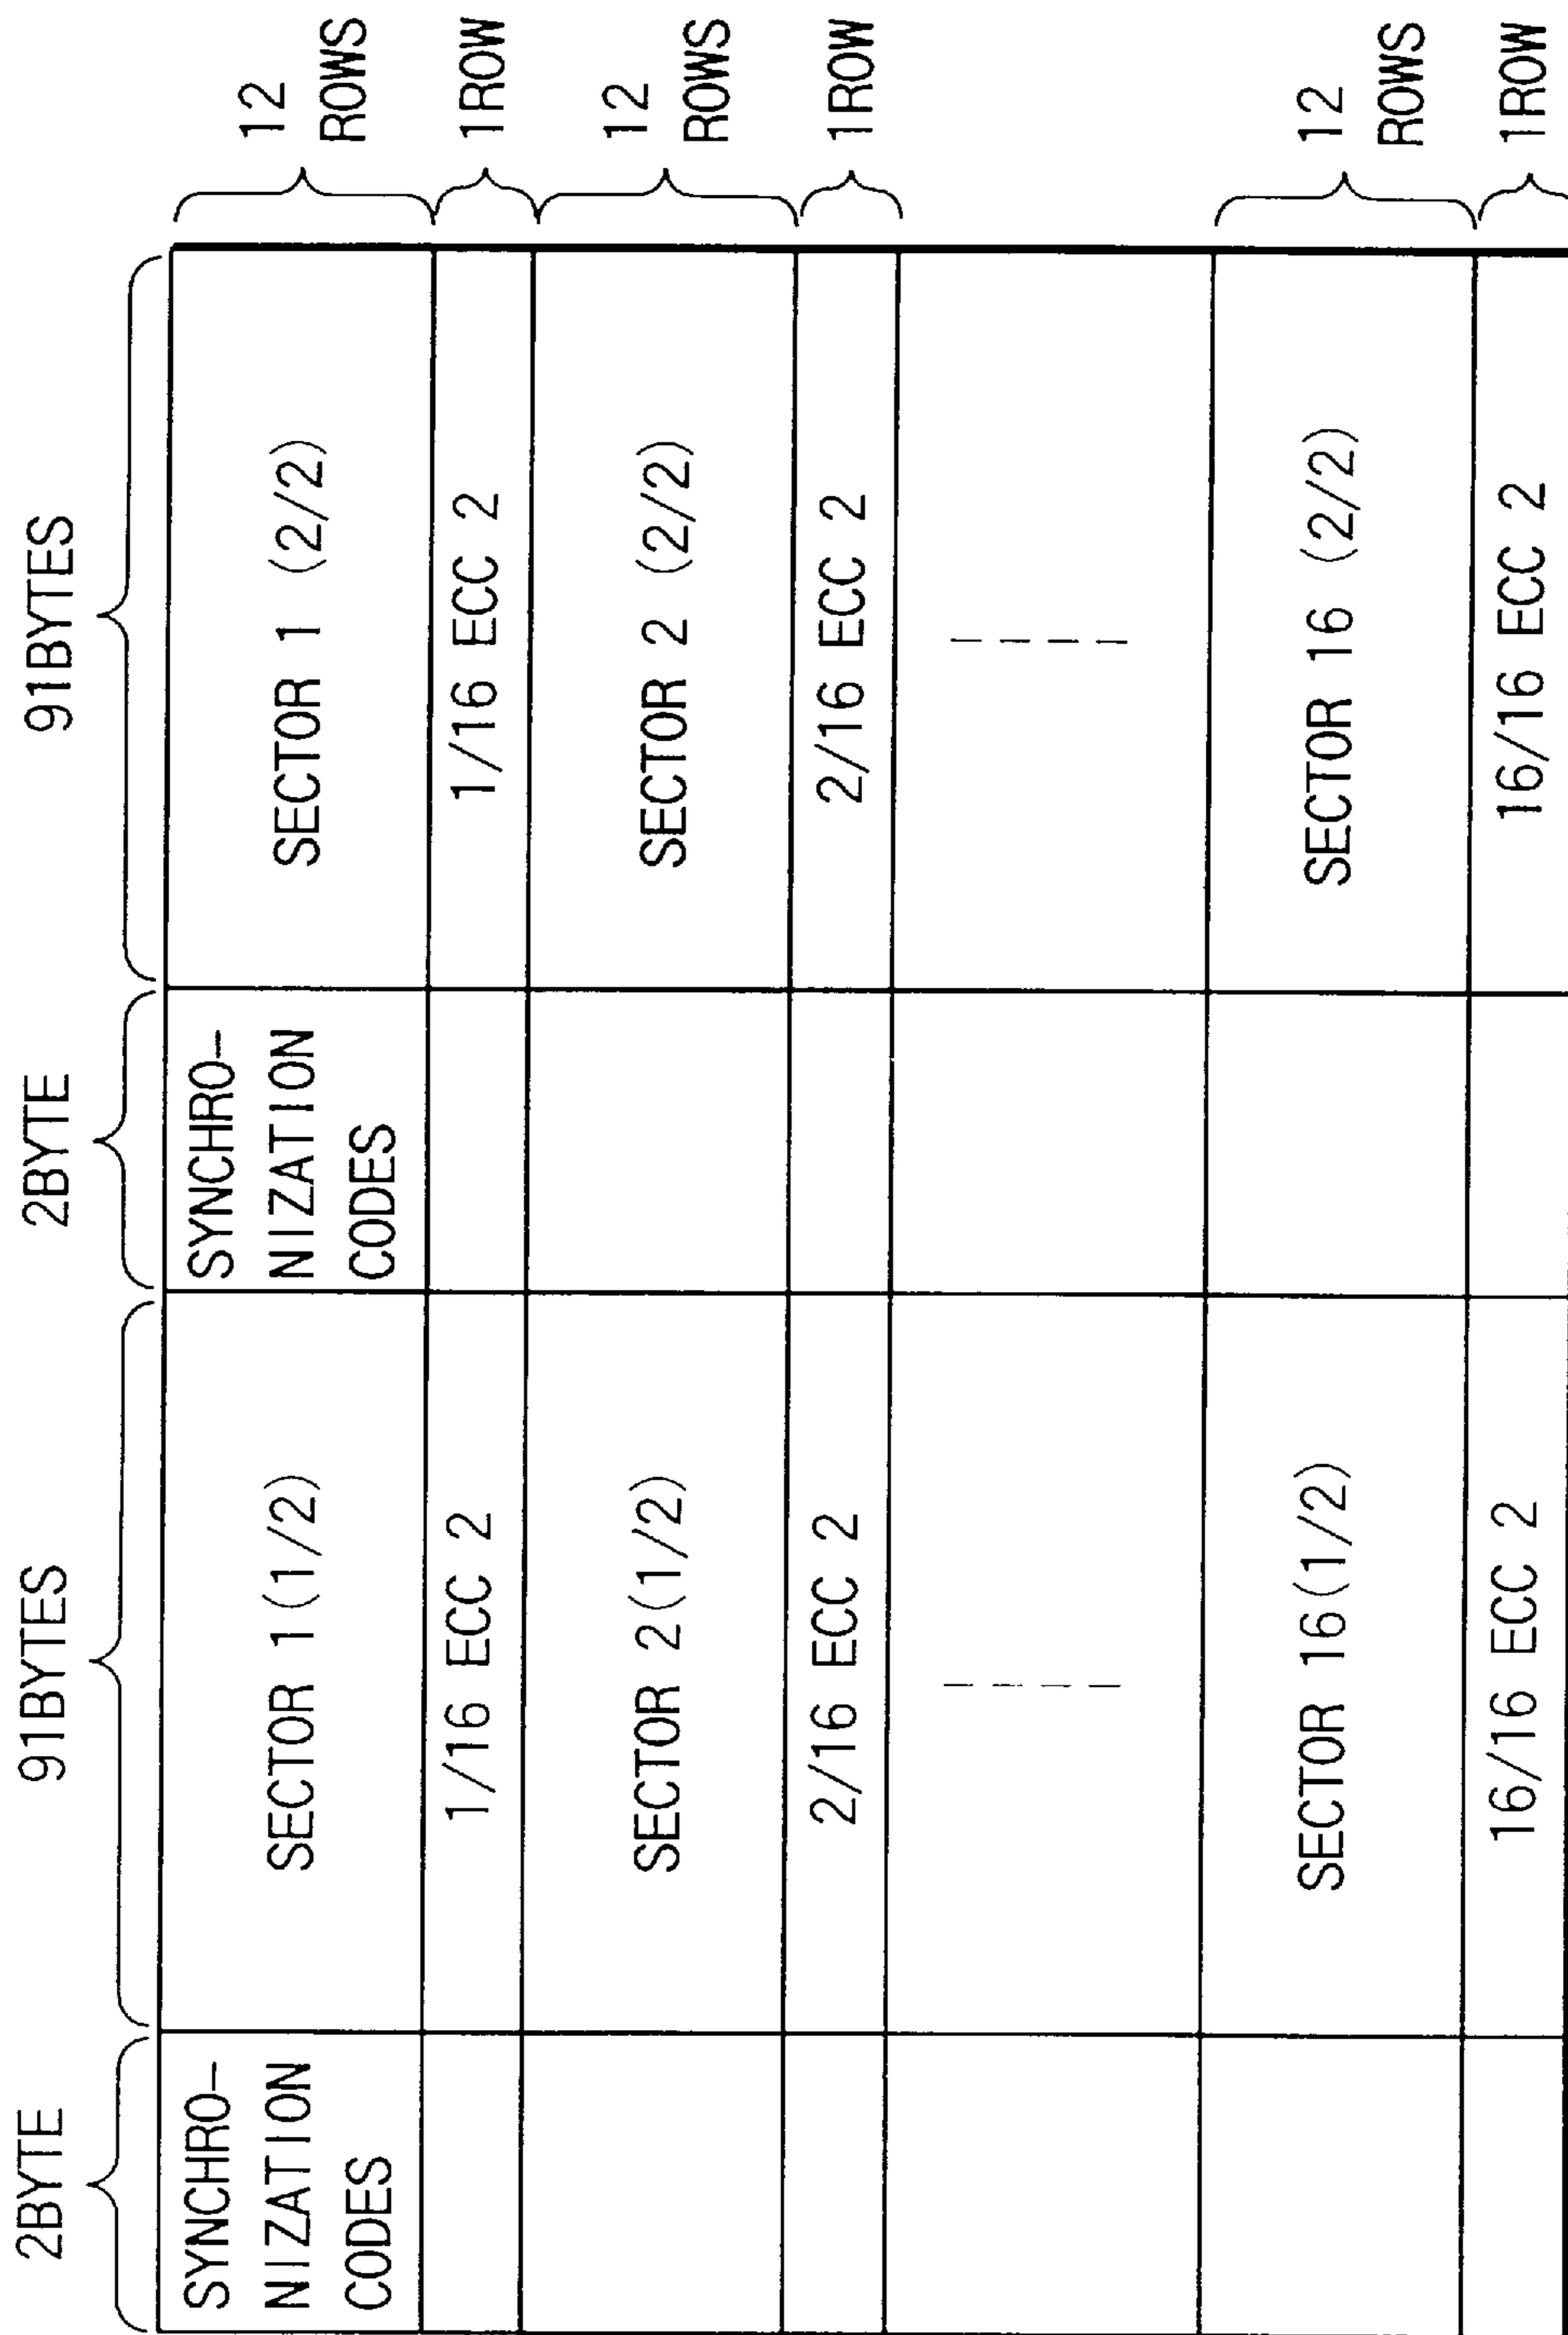 2BYTE
91BYTES
2BYTE
91BYTES
SYNCHRO-
NIZATION
CODES
SECTOR 1(1/2)
SYNCHRO-
NIZATION
CODES
SECTOR 1 (2/2)
12
ROWS
1/16 ECC 2
1/16 ECC 2
1ROW
SECTOR 2(1/2)
SECTOR 2 (2/2)
12
ROWS
2/16 ECC 2
2/16 ECC 2
1ROW
SECTOR 16(1/2)
SECTOR 16 (2/2)
12
ROWS
16/16 ECC 2
16/16 ECC 2
1ROW